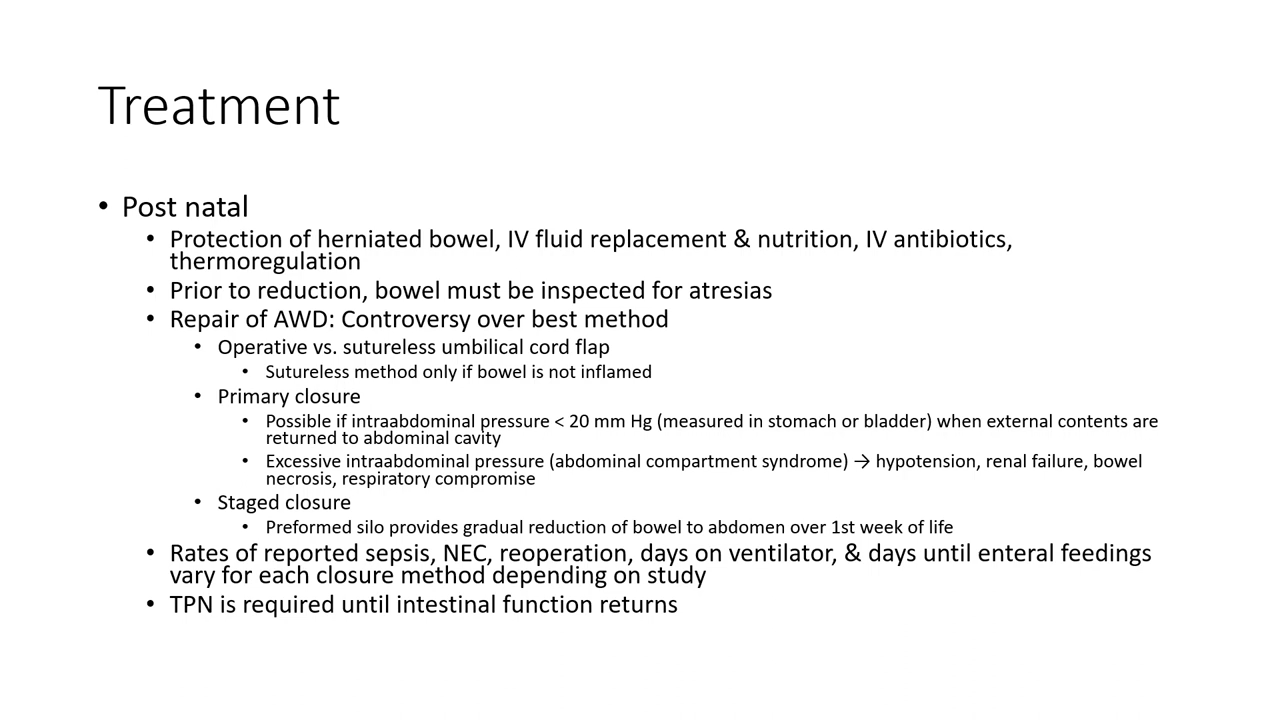 Treatment
• Post natal
• Protection of herniated bowel, IV fluid replacement & nutrition, IV antibiotics,
thermoregulation
• Prior to reduction, bowel must be inspected for atresias
• Repair of AWD: Controversy over best method
• Operative vs. sutureless umbilical cord flap
• Sutureless method only if bowel is not inflamed
• Primary closure
• Possible if intraabdominal pressure < 20 mm Hg (measured in stomach or bladder) when external contents are
returned to abdominal cavity
• Excessive intraabdominal pressure (abdominal compartment syndrome) → hypotension, renal failure, bowel
necrosis, respiratory compromise
• Staged closure
• Preformed silo provides gradual reduction of bowel to abdomen over 1st week of life
• Rates of reported sepsis, NEC, reoperation, days on ventilator, & days until enteral feedings
vary for each closure method depending on study
• TPN is required until intestinal function returns